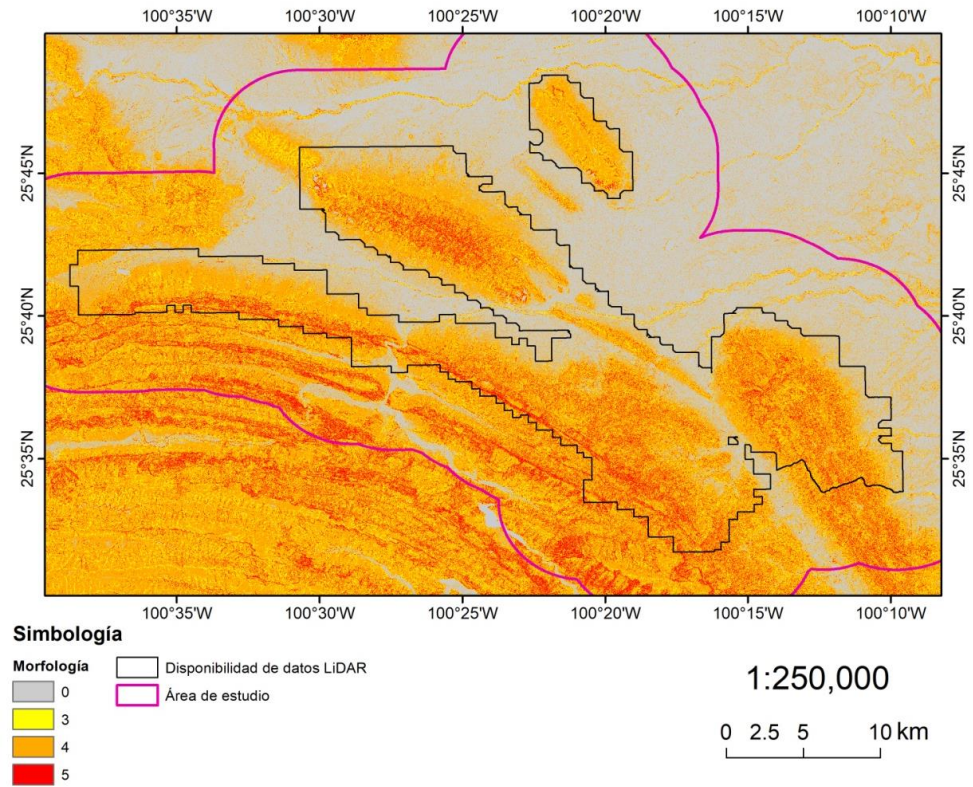 100°35'W 100°30'W 100°25'W 100°20'W 100°15'W 100°10'W
25°45'N 25°45'N
25°40'N 25°40'N
25°35'N 25°35'N
100°35'W 100°30'W 100°25'W 100°20'W 100°15'W 100°10'W
Simbología
Morfología
0
3
4
5
Disponibilidad de datos LiDAR
Área de estudio
1:250,000
0 2.5 5 10 km